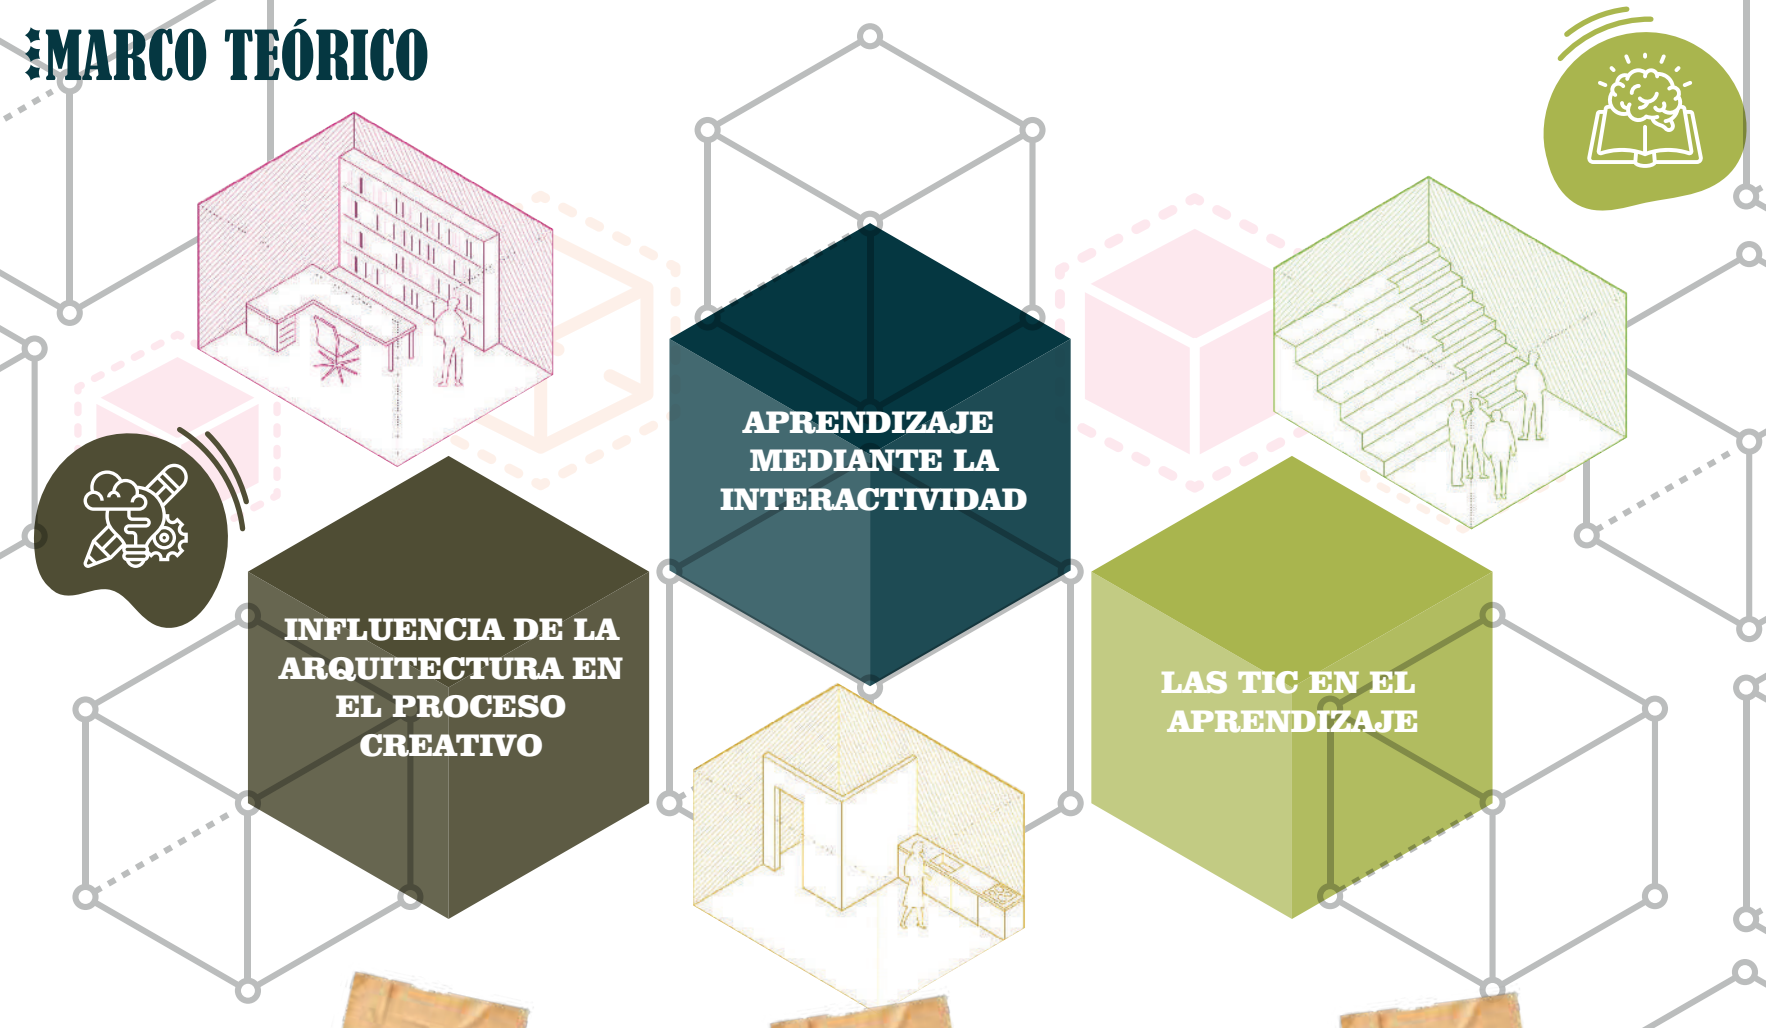 MARCO TEÓRICO
APRENDIZAJE
MEDIANTE LA
INTERACTIVIDAD
INFLUENCIA DE LA
ARQUITECTURA EN
EL PROCESO
CREATIVO
LAS TIC EN EL
APRENDIZAJE